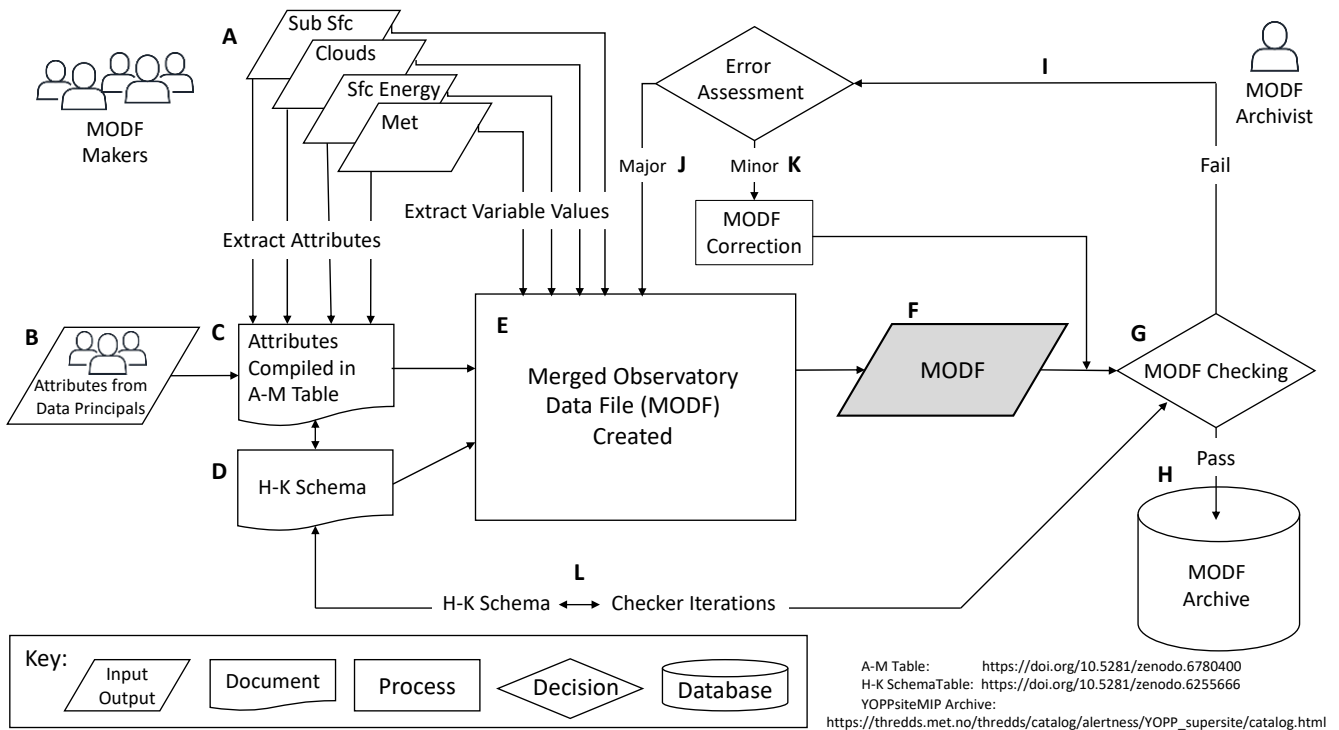 A
Sub Sfc
Clouds
Sfc Energy
Met
MODF
Makers
Error
Assessment
I
MODF
Archivist
Major J
Minor K
Fail
Extract Variable Values
Extract Attributes
MODF
Correction
B
Attributes from
Data Principals
C
Attributes
Compiled in
A-M Table
E
Merged Observatory
Data File (MODF)
Created
F
MODF
G
MODF Checking
D
H-K Schema
Pass
H
MODF
Archive
L
H-K Schema
Checker Iterations
Key:
Input
Output
Document
Process
Decision
Database
A-M Table: https://doi.org/10.5281/zenodo.6780400
H-K SchemaTable: https://doi.org/10.5281/zenodo.6255666
YOPPsiteMIP Archive:
https://thredds.met.no/thredds/catalog/alertness/YOPP_supersite/catalog.html